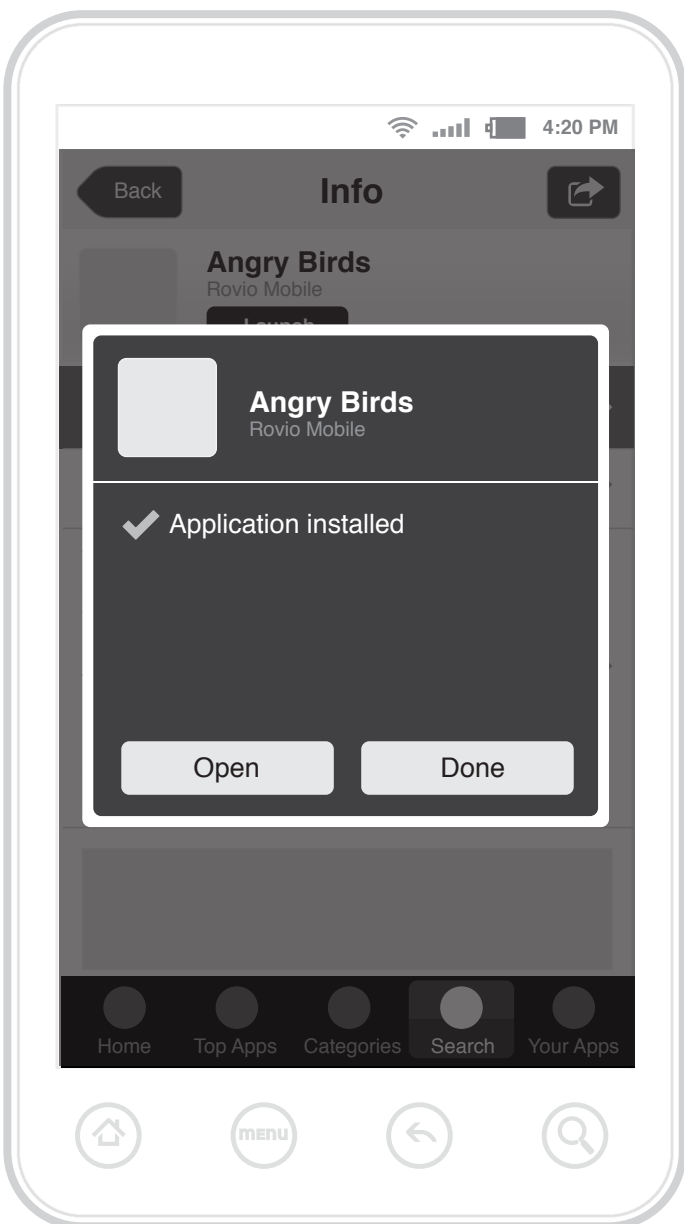 4:20 PM
Back
Info
Angry Birds
Rovio Mobile
Launch
Angry Birds
Rovio Mobile
Application installed
Open
Done
Home
Top Apps
Categories
Search
Your Apps
MENU